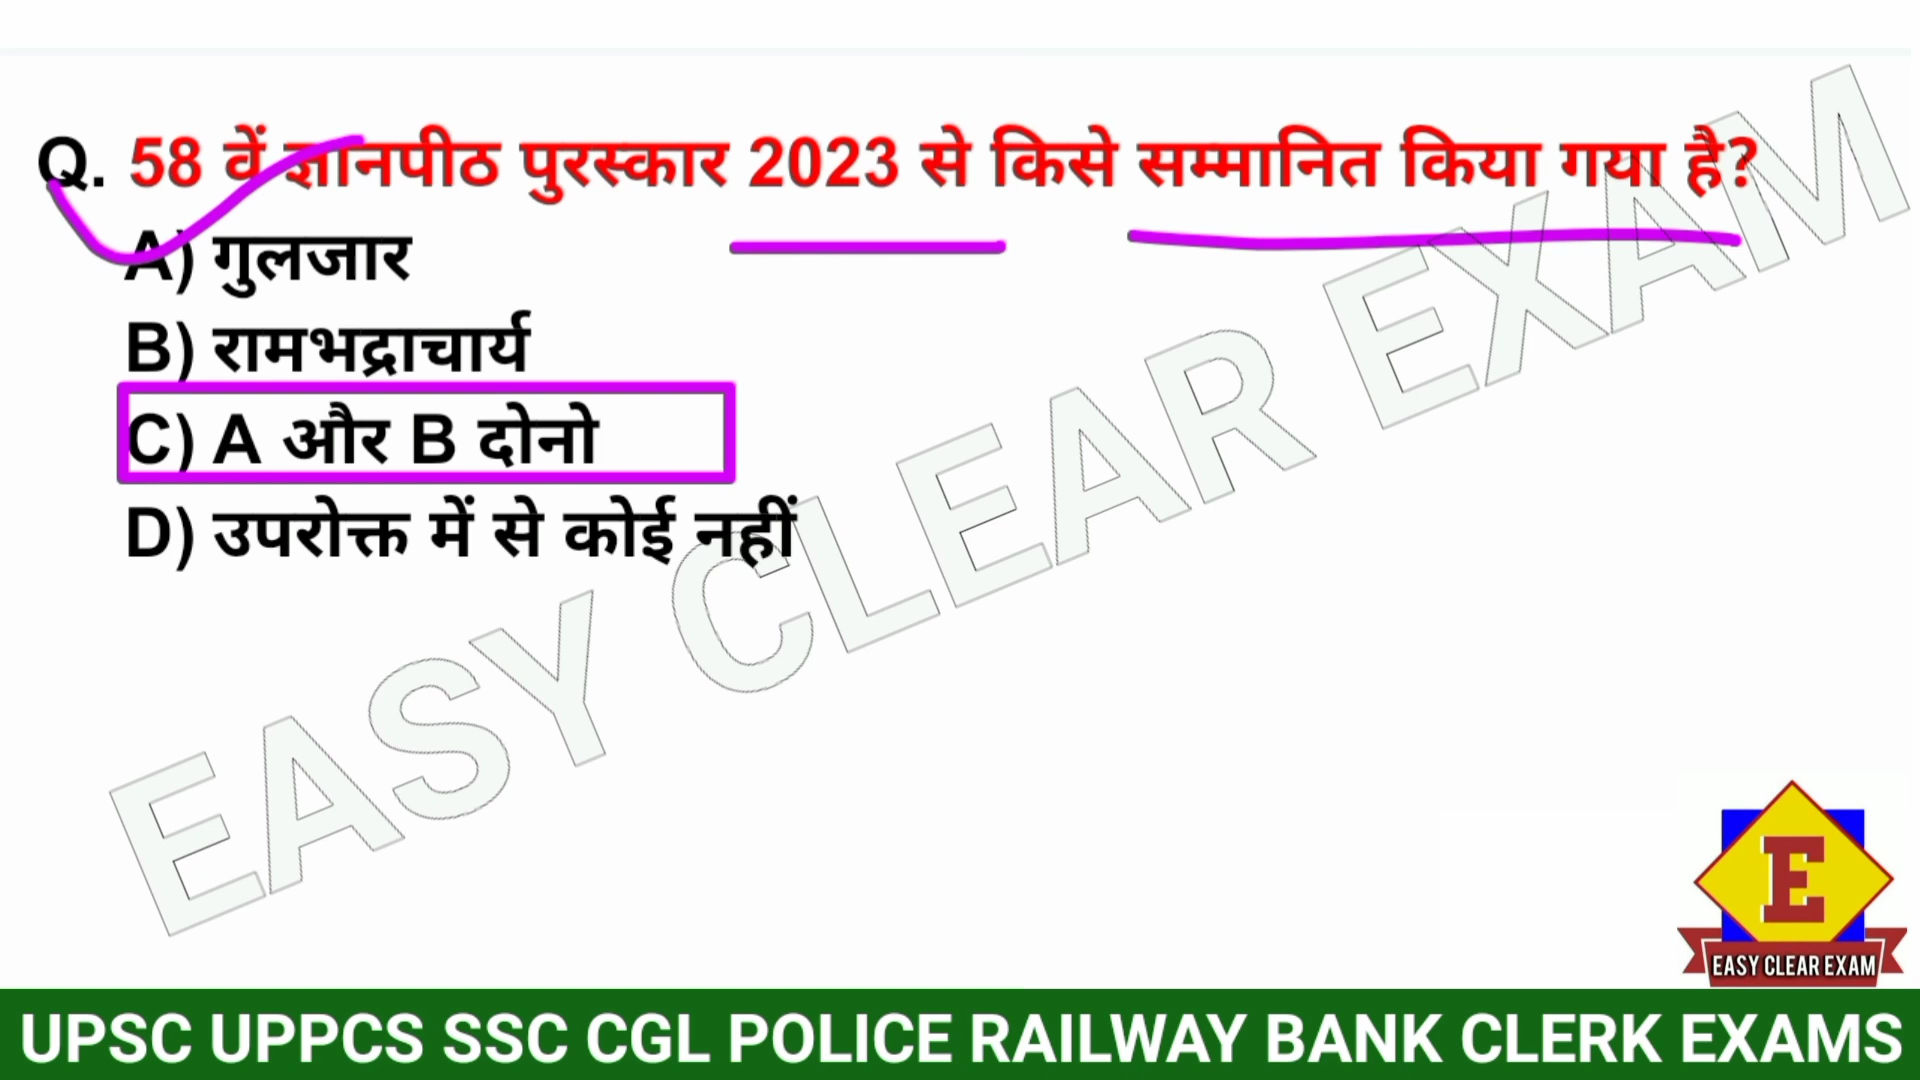 Q. 58 वें ज्ञानपीठ पुरस्कार 2023 से किसे सम्मानित किया गया है?
A) गुलजार
B) रामभद्राचार्य
C) A और B दोनो
D) उपरोक्त में से कोई नहीं
EASY CLEAR EXAM
E
EASY CLEAR EXAM
UPSC UPPCS SSC CGL POLICE RAILWAY BANK CLERK EXAMS